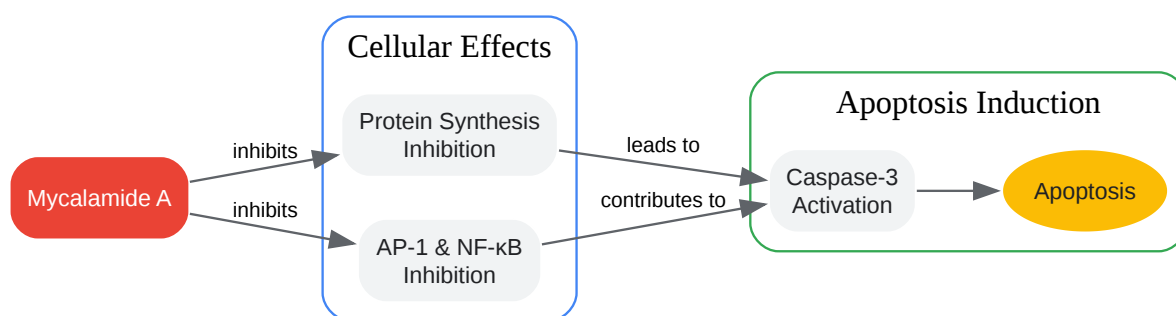 Cellular Effects
Apoptosis Induction
Protein Synthesis
Inhibition
inhibits
leads to
Mycalamide A
Caspase-3
Activation
Apoptosis
inhibits
contributes to
AP-1 & NF-κB
Inhibition